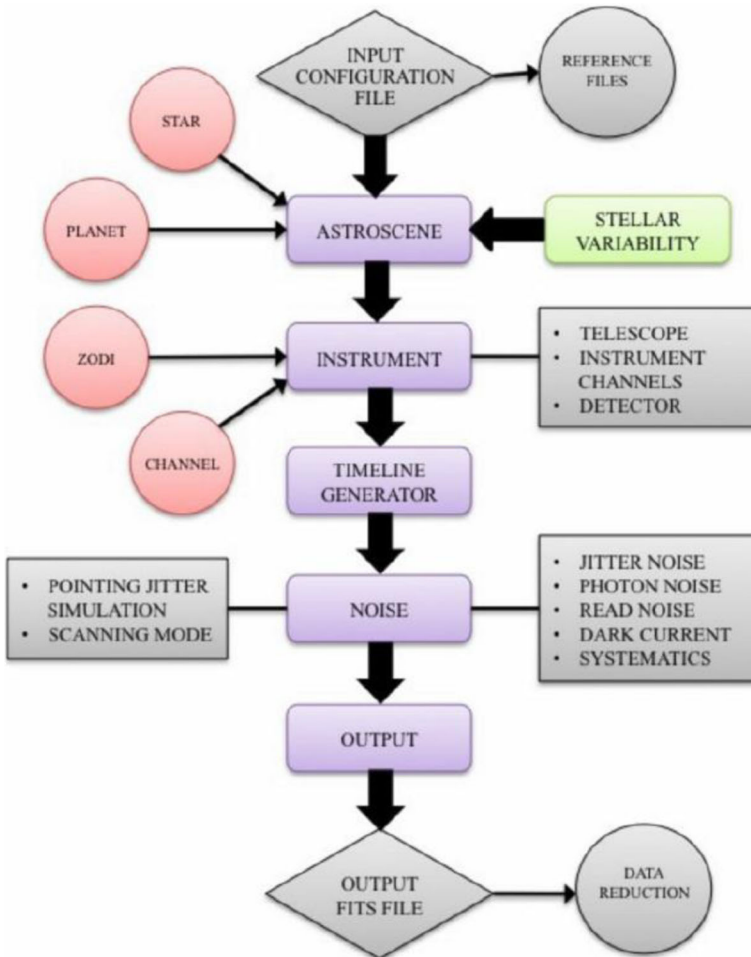 INPUT
CONFIGURATION
FILE
REFERENCE
FILES
STAR
PLANET
ASTROSCENE
STELLAR
VARIABILITY
ZODI
INSTRUMENT
• TELESCOPE
• INSTRUMENT
CHANNELS
• DETECTOR
CHANNEL
TIMELINE
GENERATOR
• POINTING JITTER
SIMULATION
• SCANNING MODE
NOISE
• JITTER NOISE
• PHOTON NOISE
• READ NOISE
• DARK CURRENT
• SYSTEMATICS
OUTPUT
OUTPUT
FITS FILE
DATA
REDUCTION